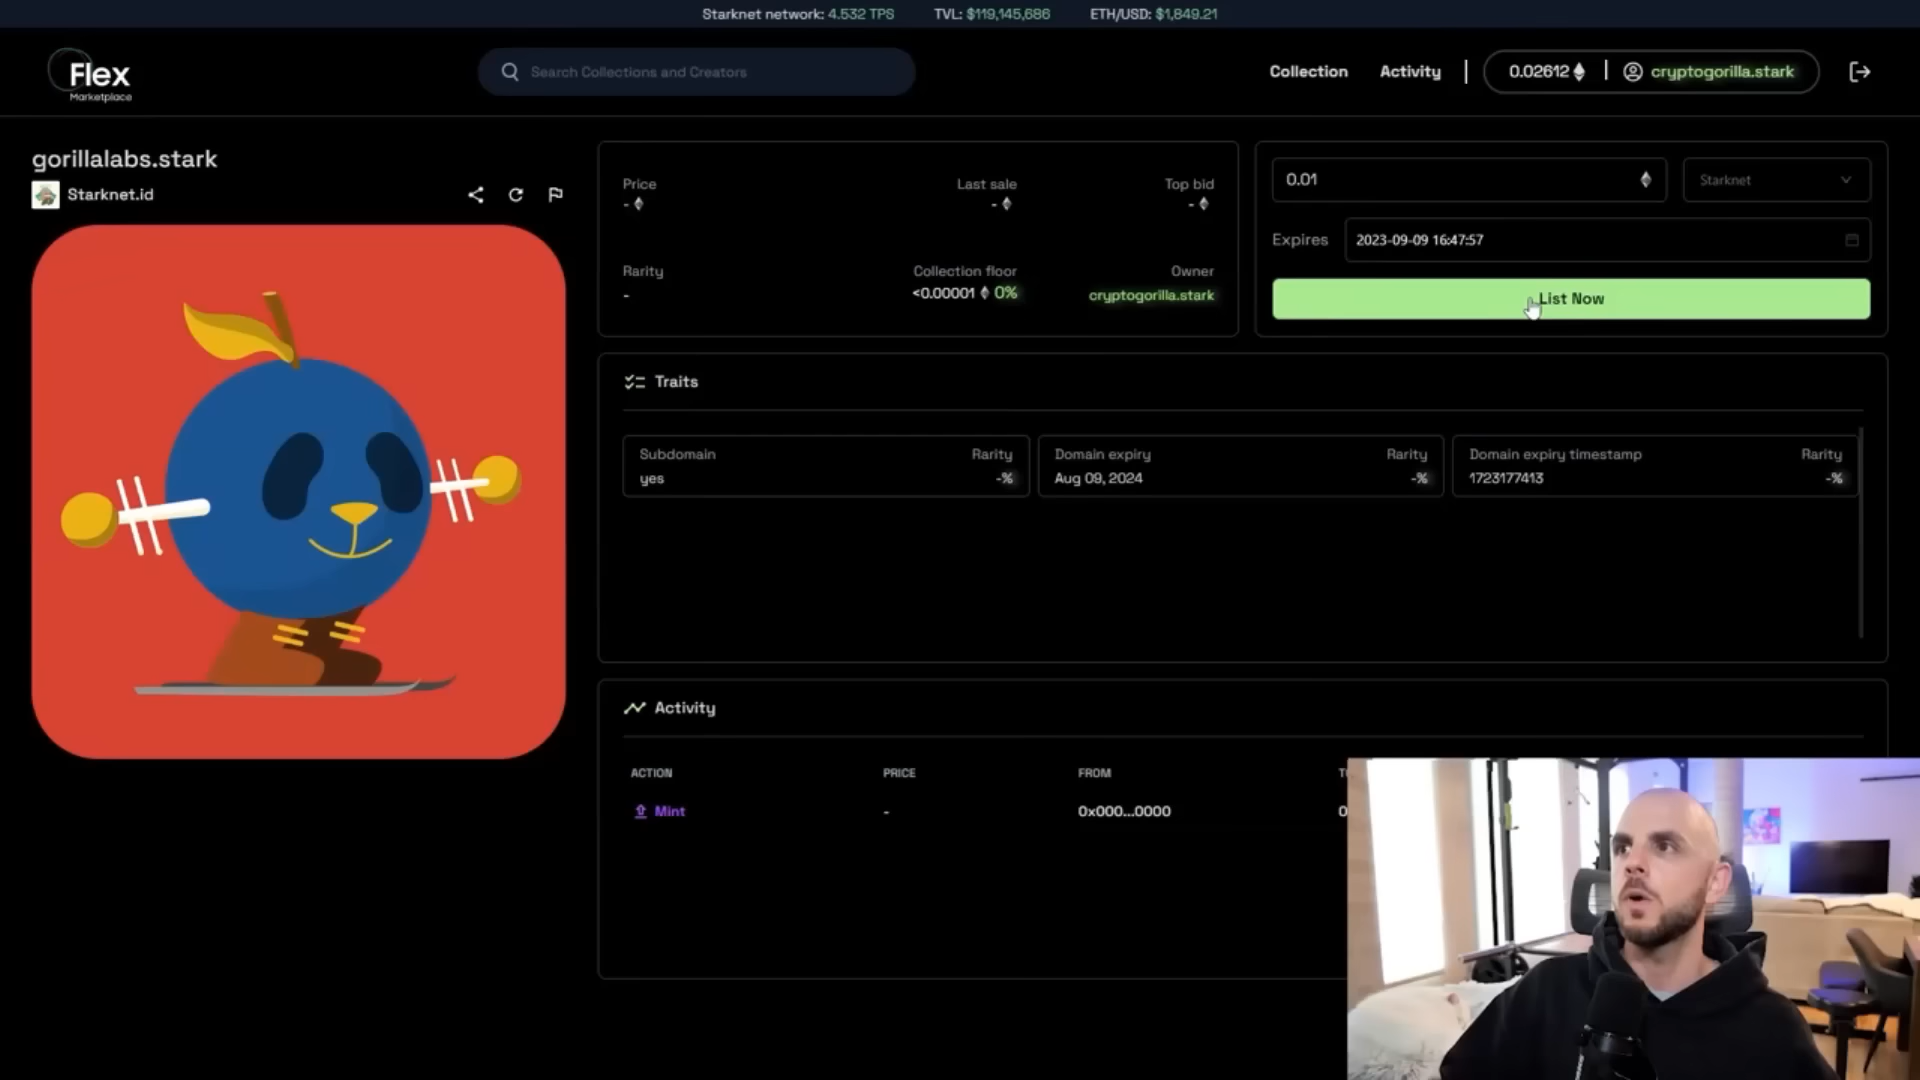 Starknet network: 4.532 TPS TVL: $119,145,686 ETH/USD: $1,849.21
Flex
Marketplace
Search Collections and Creators
Collection Activity 0.02612 cryptogorilla.stark
gorillalabs.stark
Starknet.id
Price Last sale Top bid
- - -
Rarity Collection floor Owner
- <0.00001 0% cryptogorilla.stark
0.01 Starknet
Expires 2023-09-09 16:47:57
List Now
Traits
Subdomain Rarity
yes -%
Domain expiry Rarity
Aug 09, 2024 -%
Domain expiry timestamp Rarity
1723177413 -%
Activity
ACTION PRICE FROM
Mint - 0x000...0000